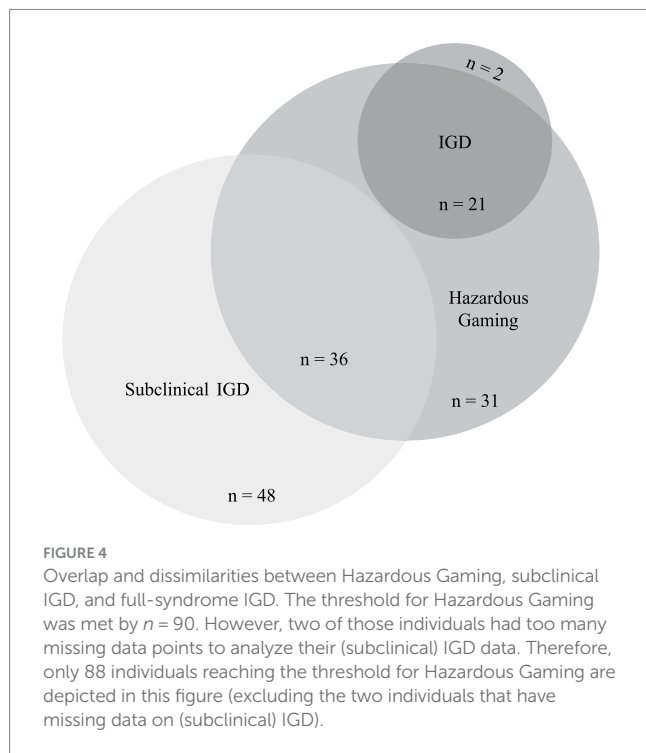 n = 2
IGD
n = 21
Hazardous
Gaming
n = 36
Subclinical IGD
n = 31
n = 48
FIGURE 4
Overlap and dissimilarities between Hazardous Gaming, subclinical
IGD, and full-syndrome IGD. The threshold for Hazardous Gaming
was met by n = 90. However, two of those individuals had too many
missing data points to analyze their (subclinical) IGD data. Therefore,
only 88 individuals reaching the threshold for Hazardous Gaming are
depicted in this figure (excluding the two individuals that have
missing data on (subclinical) IGD).